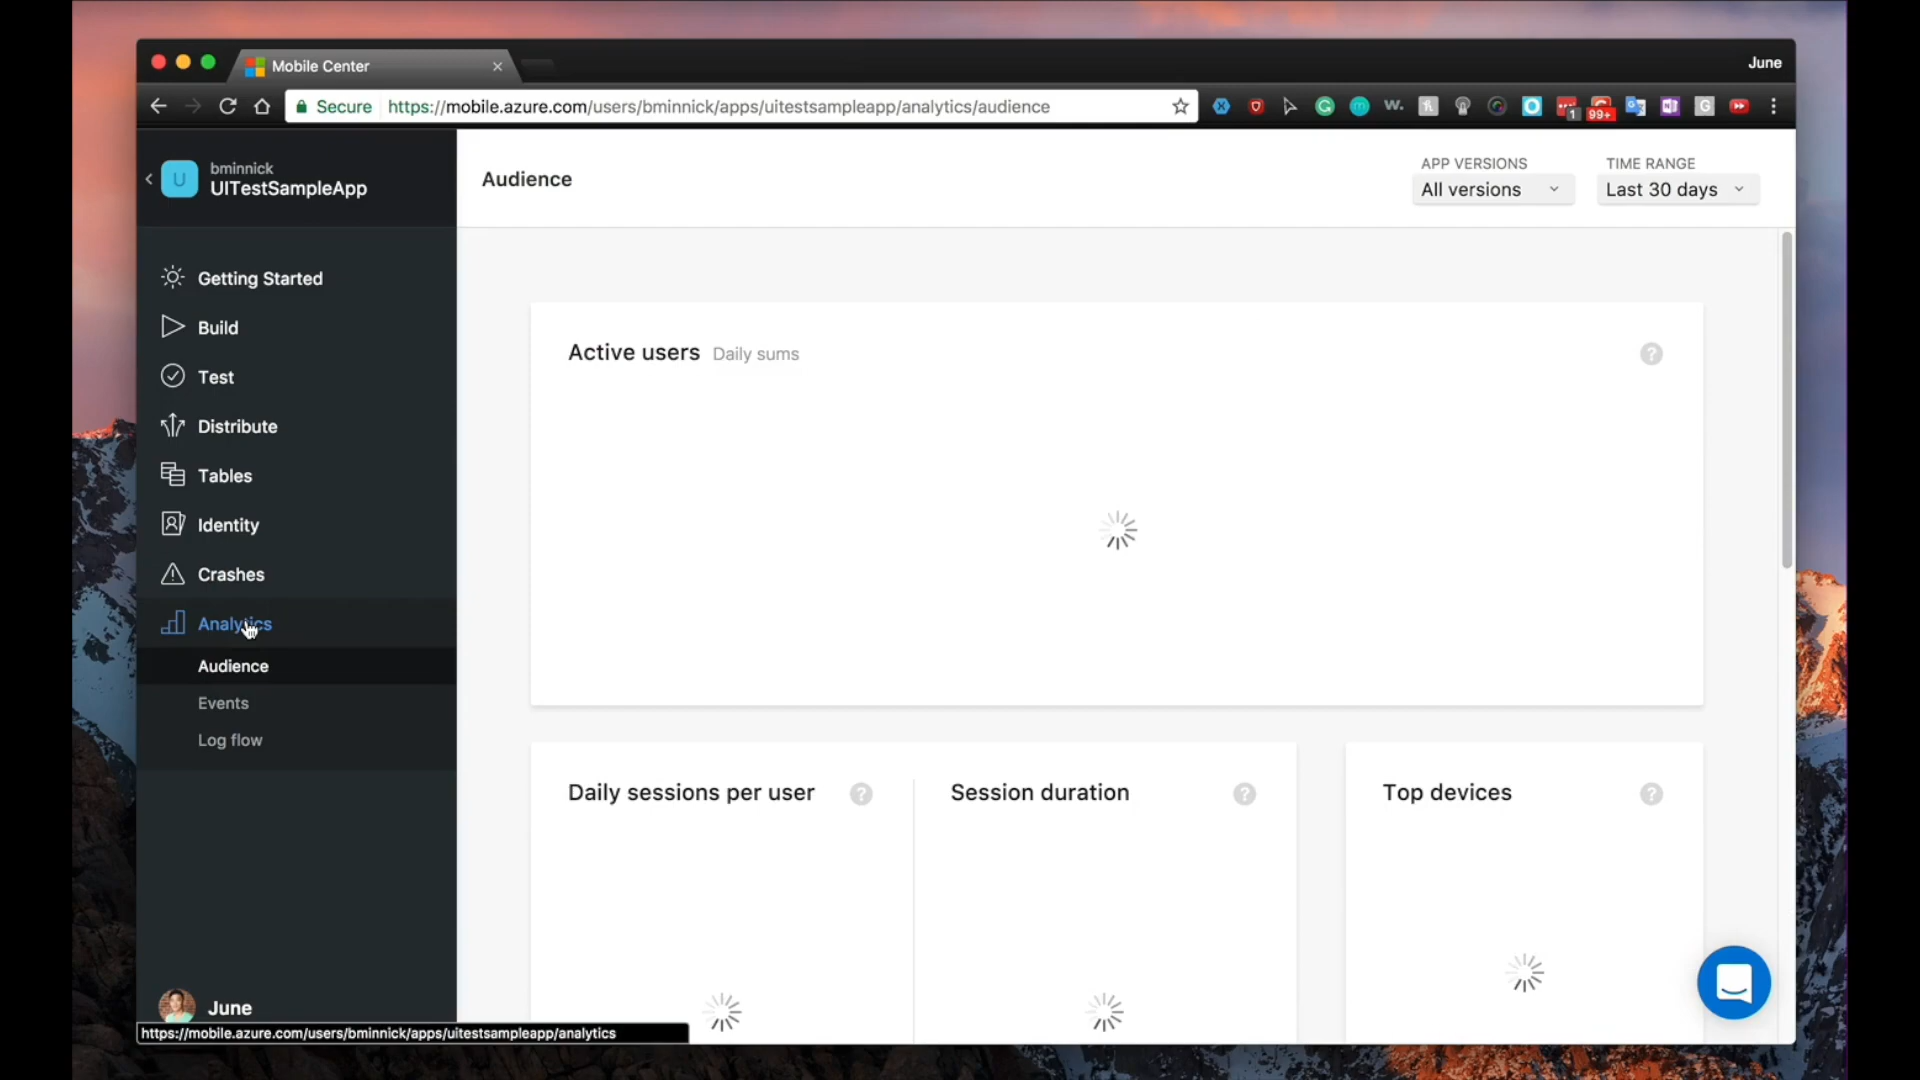 Mobile Center
June
Secure https://mobile.azure.com/users/bminnick/apps/uitestsampleapp/analytics/audience
W.
1
99+
G
U
bminnick
UITestSampleApp
Audience
APP VERSIONS
All versions
TIME RANGE
Last 30 days
Getting Started
Build
Test
Distribute
Tables
Identity
Crashes
Analytics
Audience
Events
Log flow
Active users Daily sums
?
Daily sessions per user ?
Session duration ?
Top devices ?
June
https://mobile.azure.com/users/bminnick/apps/uitestsampleapp/analytics